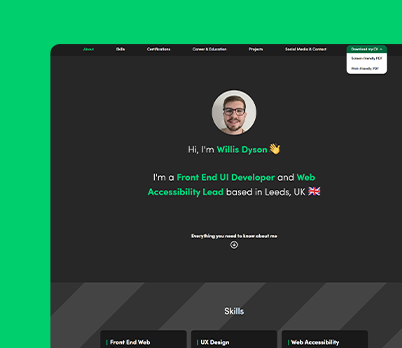 About Skills Certifications Career & Education Projects Social Media & Contact Download my CV
Screen-friendly PDF
Print-friendly PDF
Hi, I'm Willis Dyson 👋
I'm a Front End UI Developer and Web
Accessibility Lead based in Leeds, UK 🇬🇧
Everything you need to know about me
Skills
Front End Web UX Design Web Accessibility